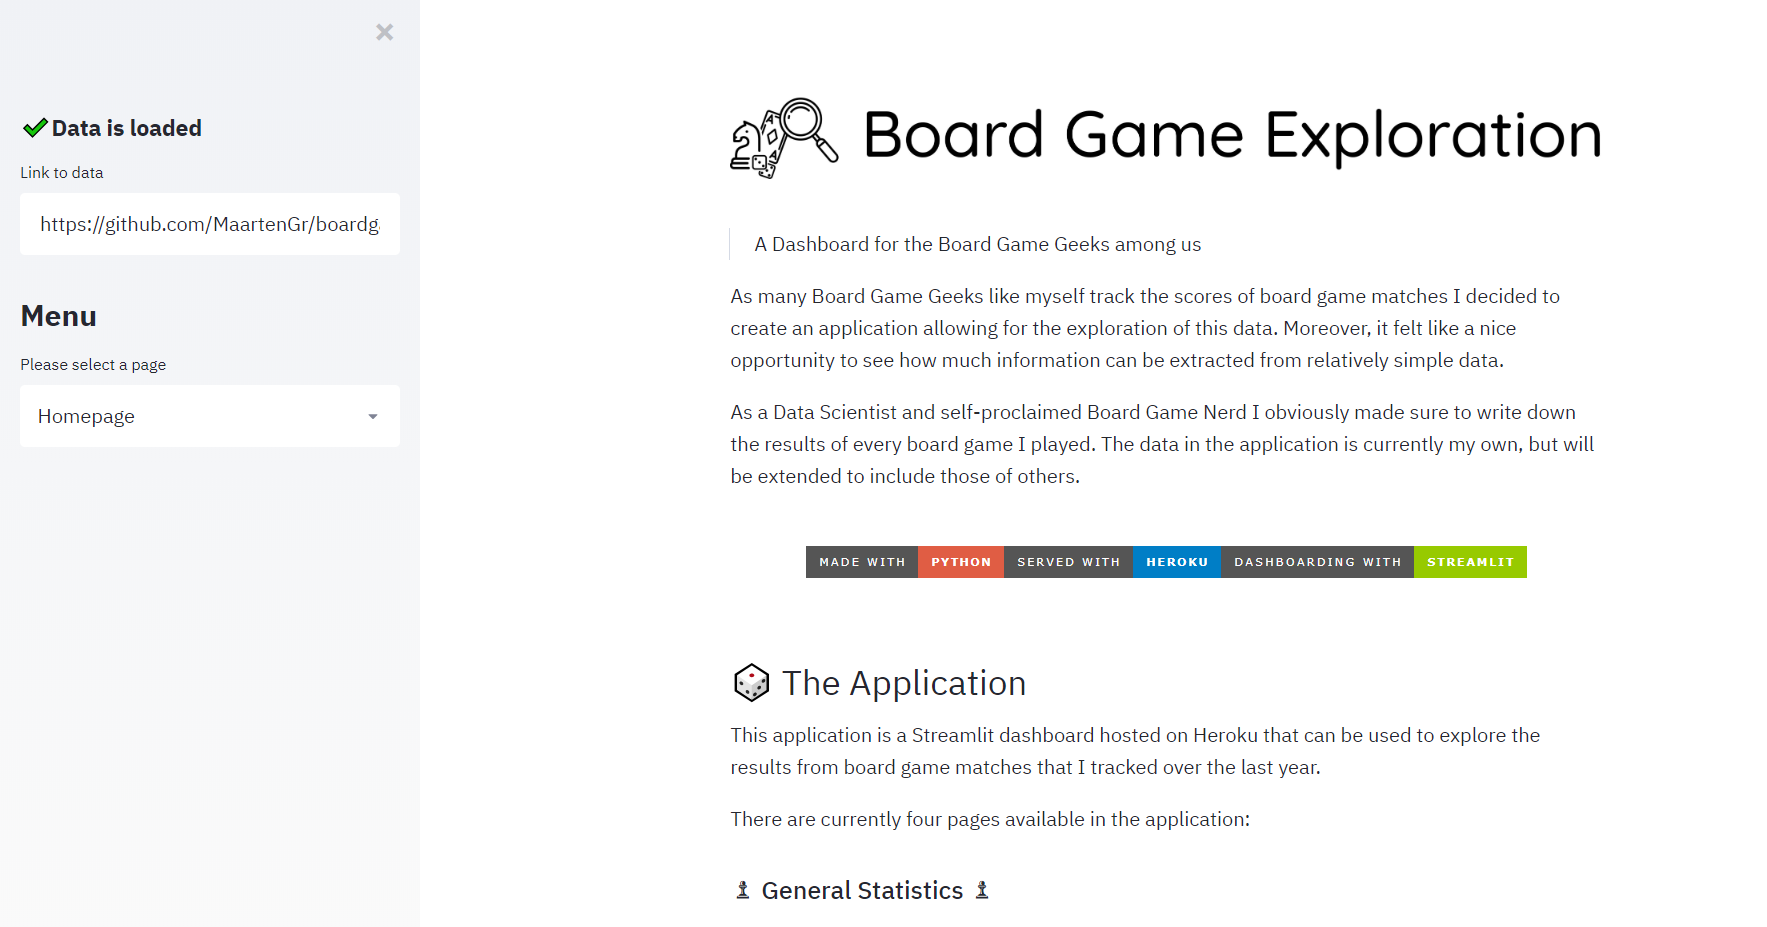 Data is loaded
Link to data
https://github.com/MaartenGr/boardg
Menu
Please select a page
Homepage
Board Game Exploration
A Dashboard for the Board Game Geeks among us
As many Board Game Geeks like myself track the scores of board game matches I decided to
create an application allowing for the exploration of this data. Moreover, it felt like a nice
opportunity to see how much information can be extracted from relatively simple data.
As a Data Scientist and self-proclaimed Board Game Nerd I obviously made sure to write down
the results of every board game I played. The data in the application is currently my own, but will
be extended to include those of others.
MADE WITH PYTHON SERVED WITH HEROKU DASHBOARDING WITH STREAMLIT
The Application
This application is a Streamlit dashboard hosted on Heroku that can be used to explore the
results from board game matches that I tracked over the last year.
There are currently four pages available in the application:
General Statistics